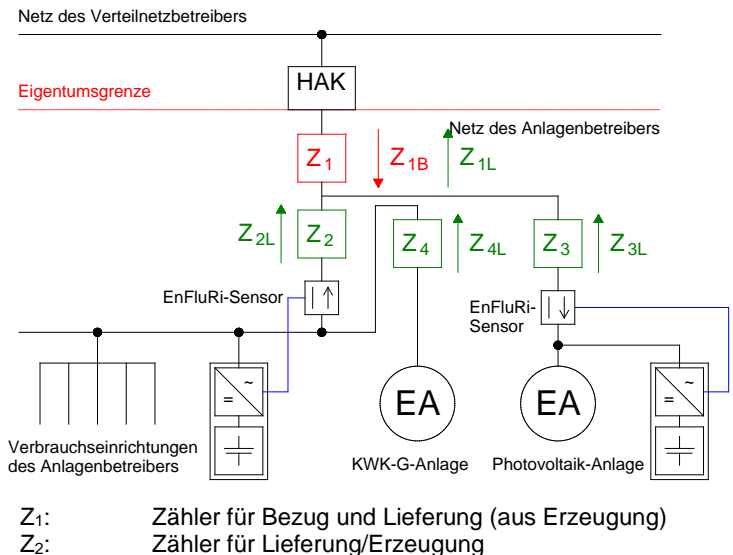 Netz des Verteilnetzbetreibers
HAK
Eigentumsgrenze
Netz des Anlagenbetreibers
Z1
Z1B
Z1L
Z2L
Z2
Z4
Z4L
Z3
Z3L
EnFluRi-Sensor
EnFluRi-
Sensor
~
=
EA
EA
~
=
Verbrauchseinrichtungen
des Anlagenbetreibers
KWK-G-Anlage
Photovoltaik-Anlage
Z1: Zähler für Bezug und Lieferung (aus Erzeugung)
Z2: Zähler für Lieferung/Erzeugung